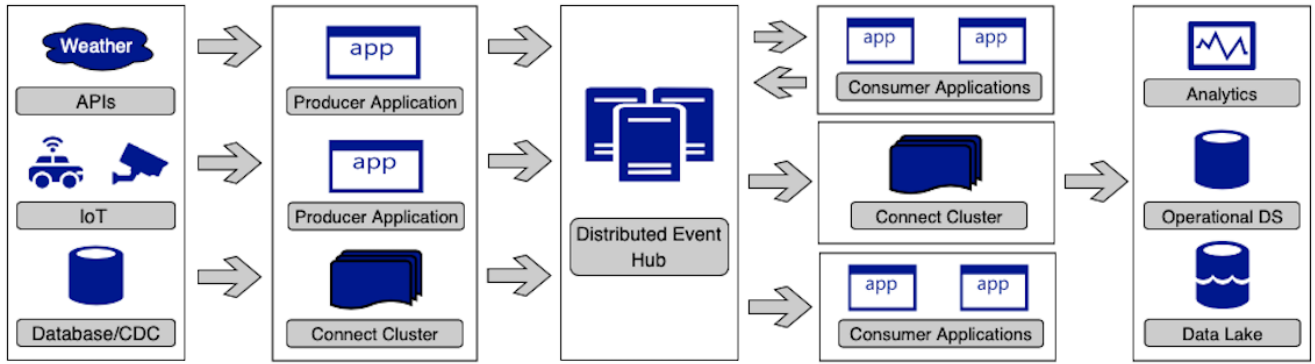 Weather
APIs
IoT
Database/CDC
app
Producer Application
app
Producer Application
Connect Cluster
Distributed Event
Hub
app app
Consumer Applications
Connect Cluster
app app
Consumer Applications
Analytics
Operational DS
Data Lake